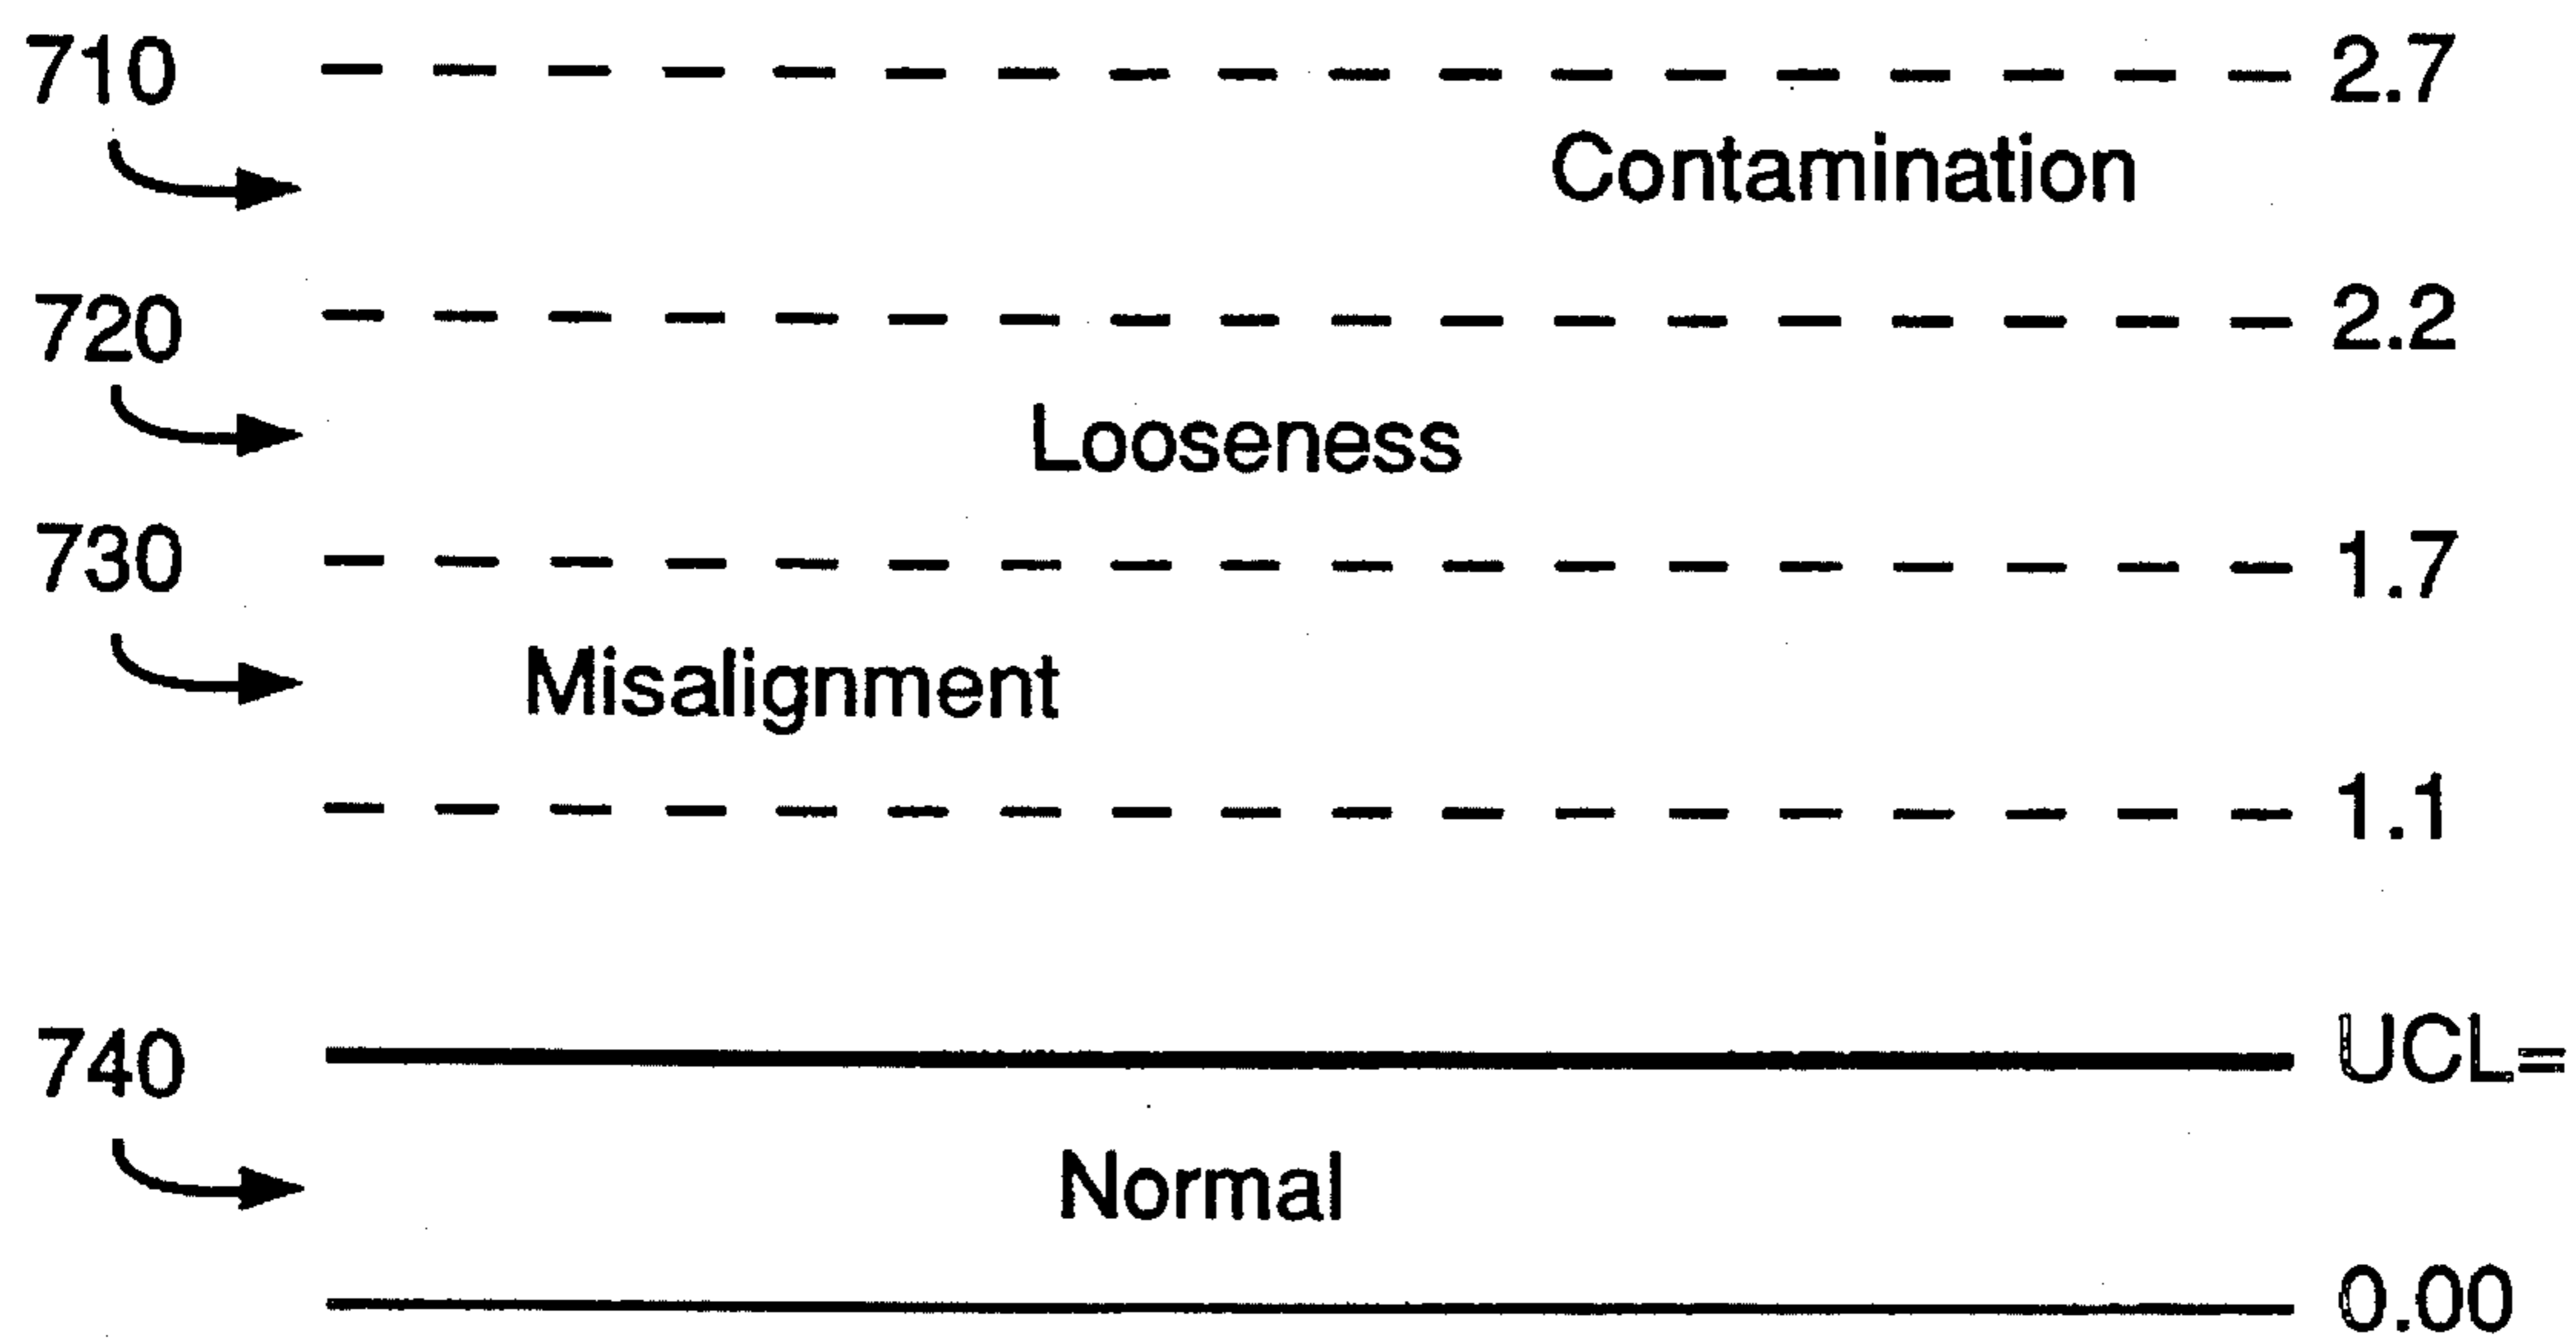 710 2.7
Contamination
720 2.2
Looseness
730 1.7
Misalignment
1.1
740 UCL=
Normal
0.00